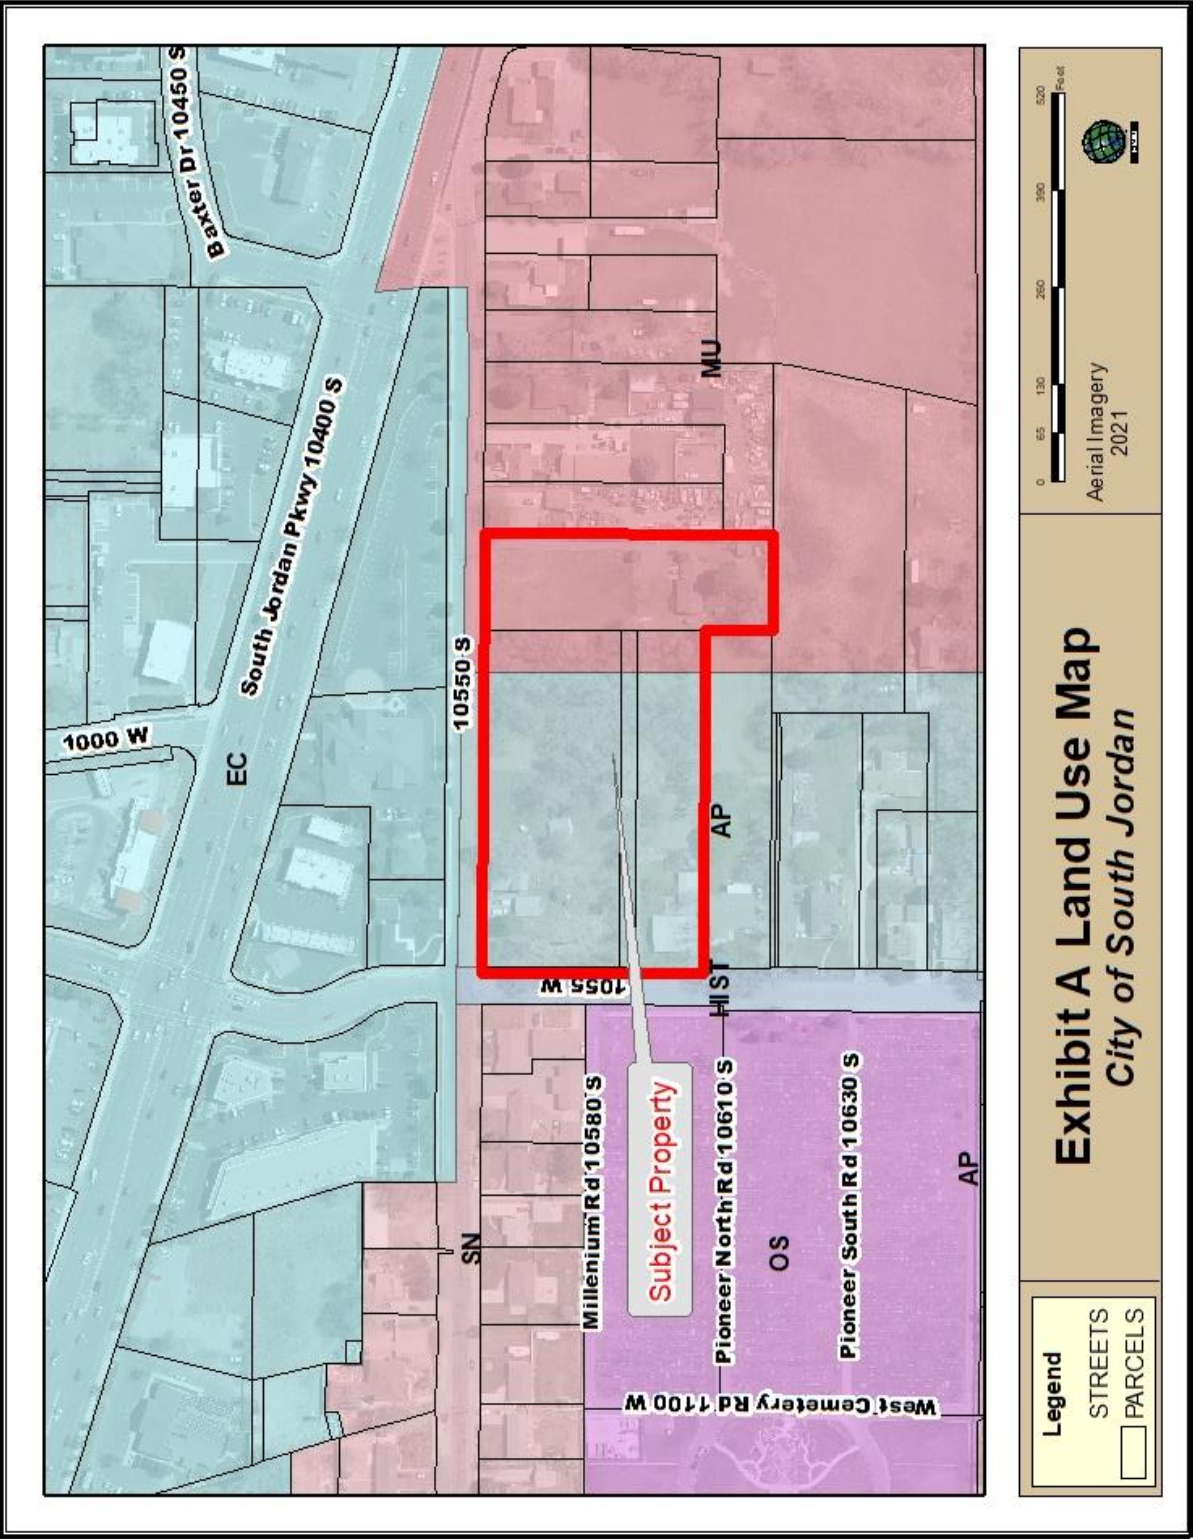 Baxter Dr 10450 S
South Jordan Pkwy 10400 S
1000 W
EC
10550 S
MU
AP
1055 W
HIST
SN
Millenium Rd 10580 S
Subject Property
Pioneer North Rd 10610 S
OS
Pioneer South Rd 10630 S
AP
West Cemetery Rd 1100 W
Legend
STREETS
PARCELS
Exhibit A Land Use Map
City of South Jordan
0 65 130 260 390 520
Feet
Aerial Imagery
2021